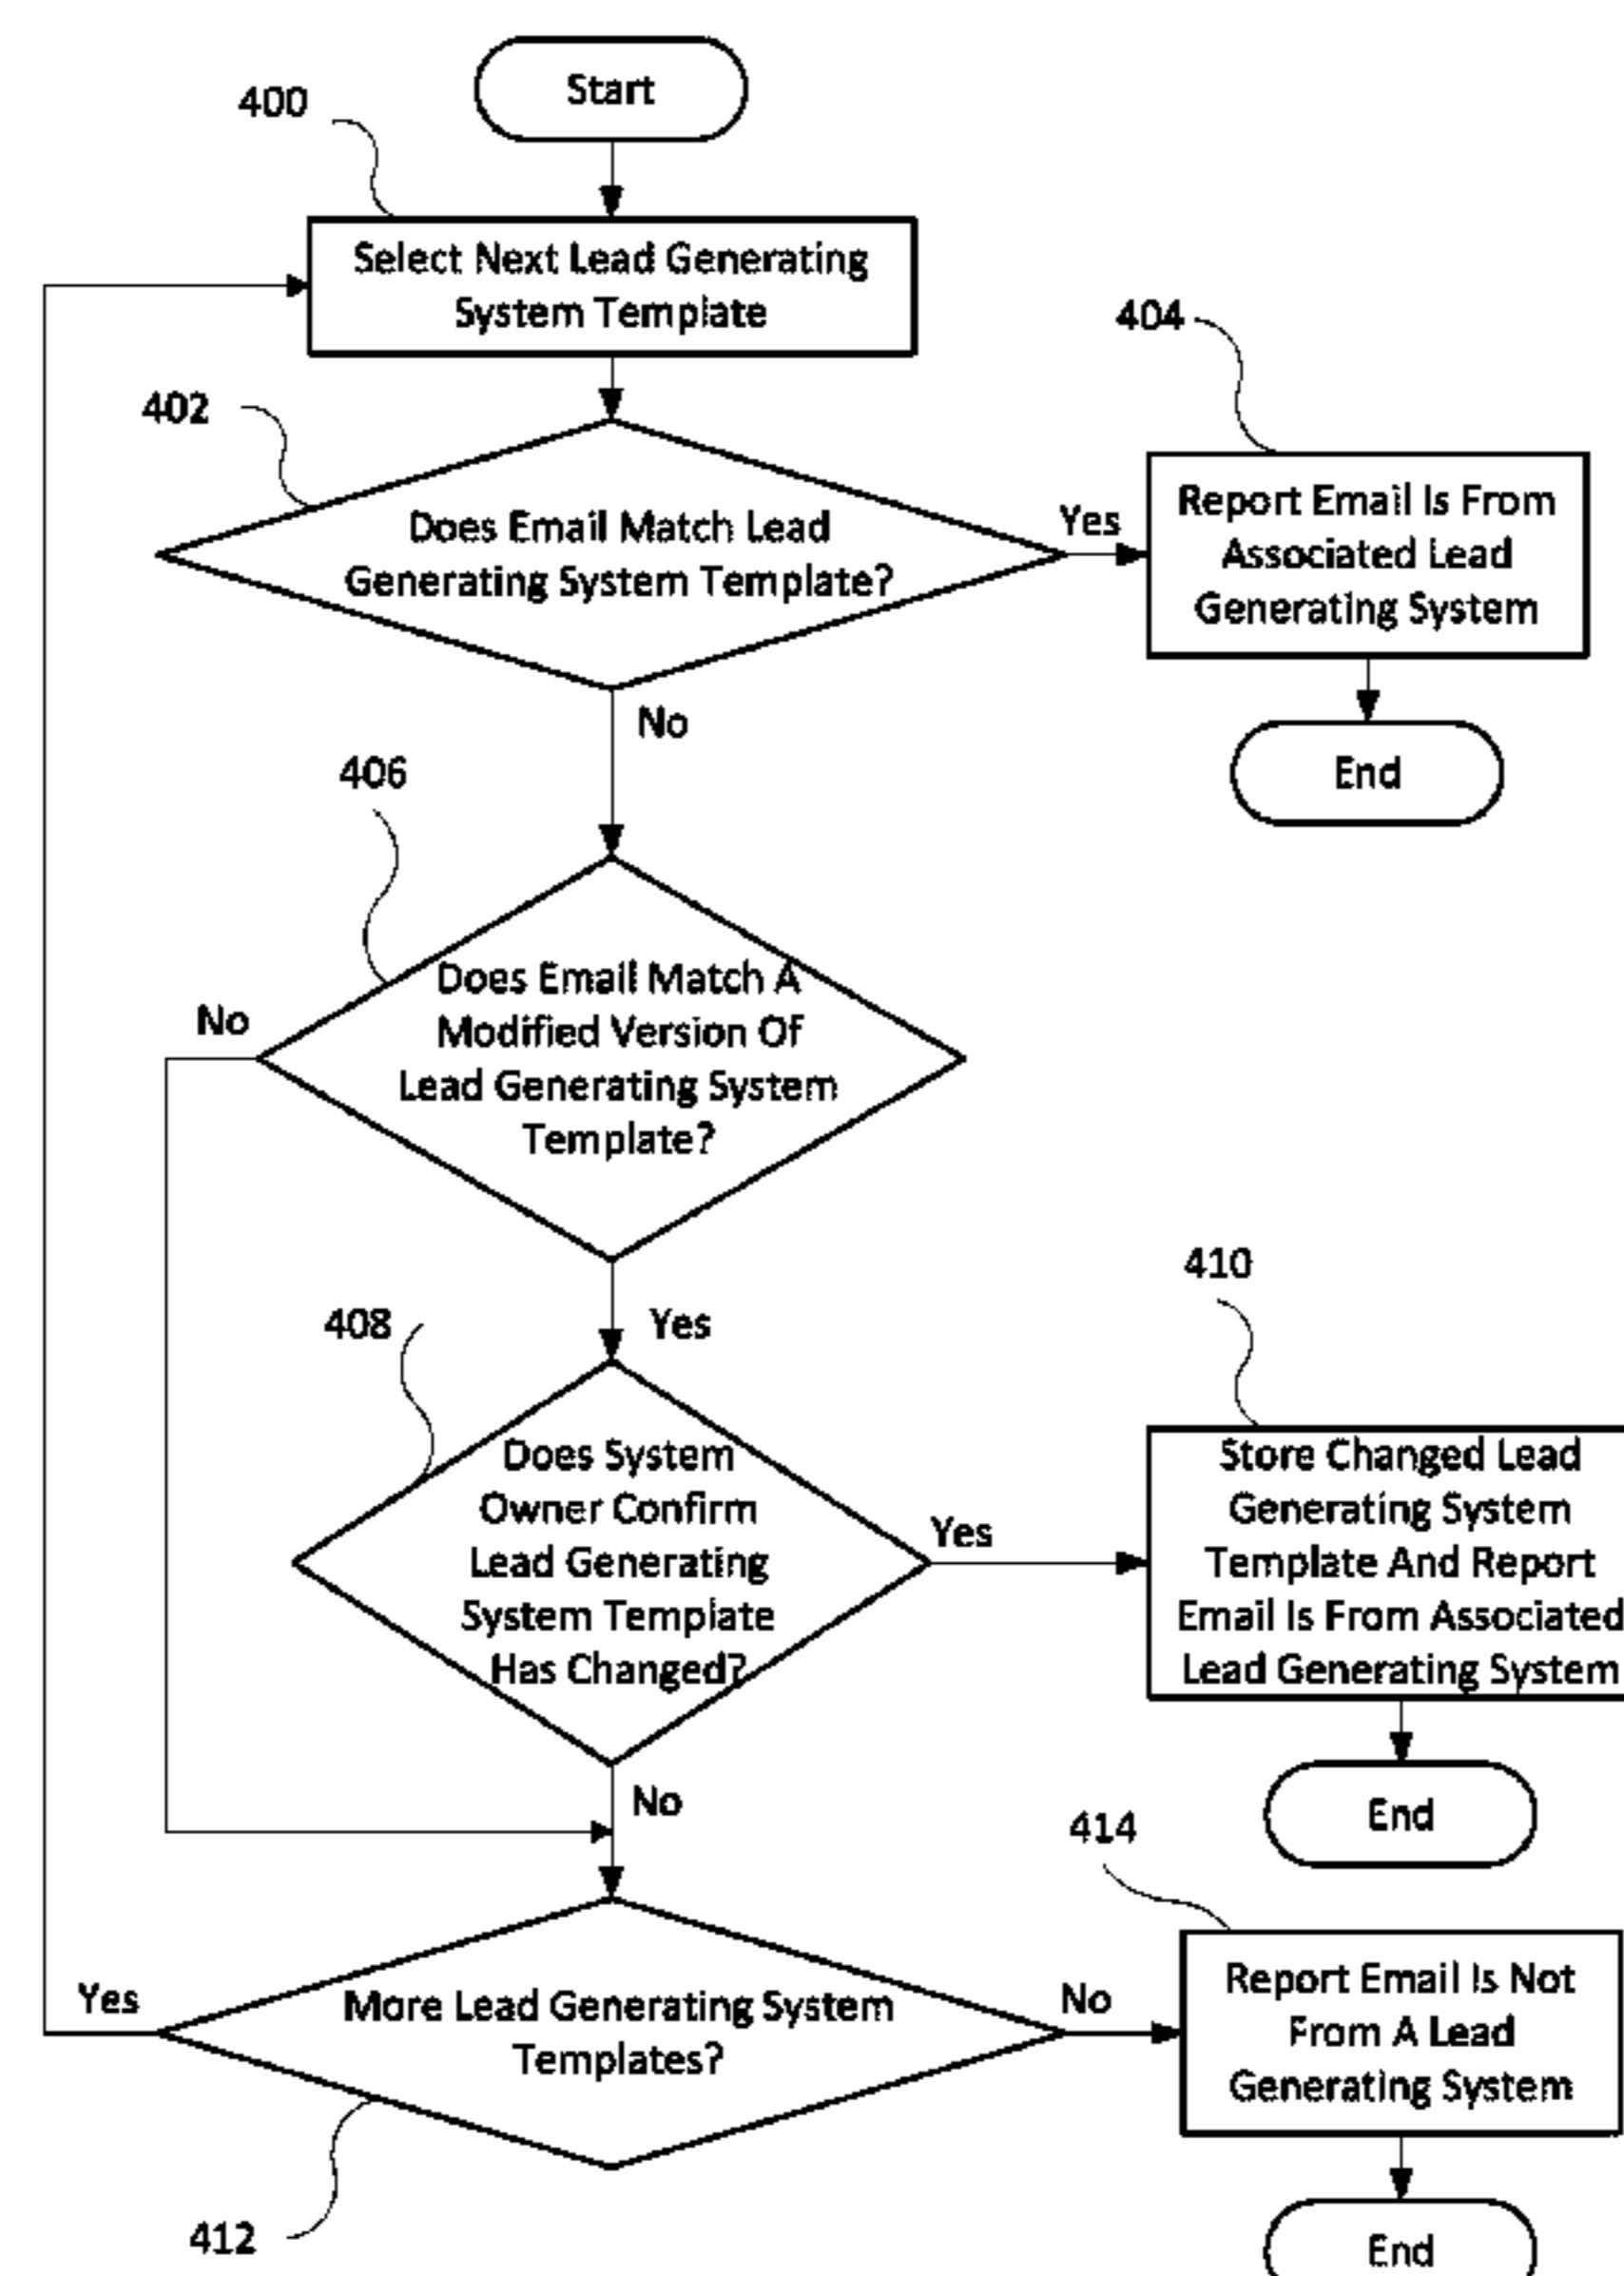 Start
400
Select Next Lead Generating
System Template
402
Does Email Match Lead
Generating System Template?
Yes
404
Report Email Is From
Associated Lead
Generating System
End
No
406
Does Email Match A
Modified Version Of
Lead Generating System
Template?
No
Yes
408
Does System
Owner Confirm
Lead Generating
System Template
Has Changed?
Yes
410
Store Changed Lead
Generating System
Template And Report
Email Is From Associated
Lead Generating System
End
No
412
More Lead Generating System
Templates?
Yes
No
414
Report Email Is Not
From A Lead
Generating System
End